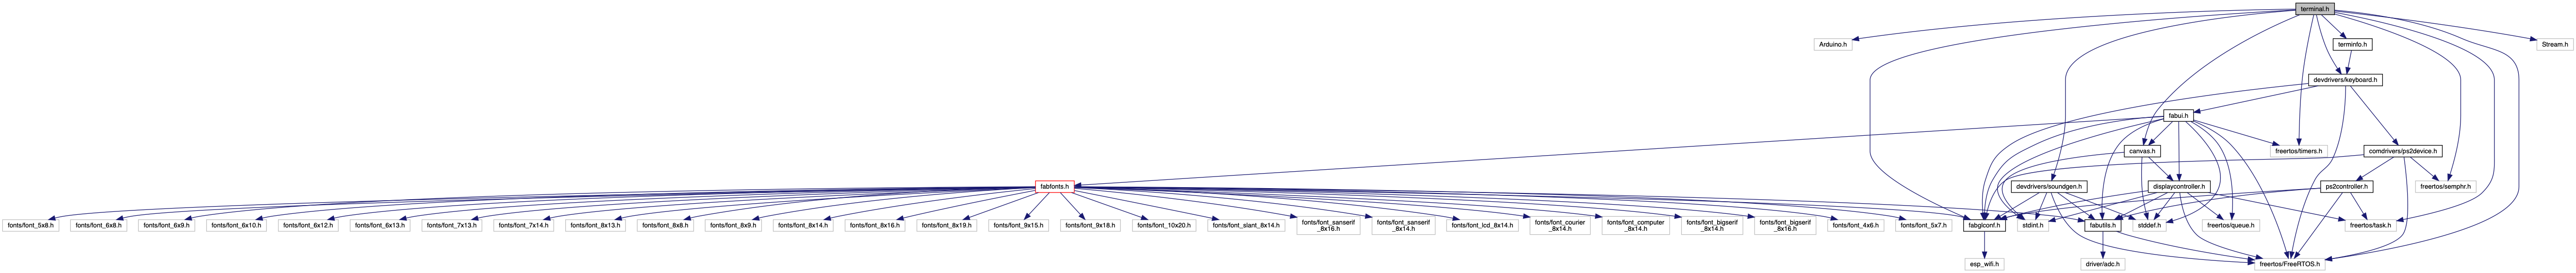 terminal.h
Arduino.h
terminfo.h
Stream.h
devdrivers/keyboard.h
fabui.h
freertos/timers.h
canvas.h
comdrivers/ps2device.h
fabfonts.h
devdrivers/soundgen.h
displaycontroller.h
ps2controller.h
freertos/semphr.h
fonts/font_5x8.h
fonts/font_6x8.h
fonts/font_6x9.h
fonts/font_6x10.h
fonts/font_6x12.h
fonts/font_6x13.h
fonts/font_7x13.h
fonts/font_7x14.h
fonts/font_8x13.h
fonts/font_8x8.h
fonts/font_8x9.h
fonts/font_8x14.h
fonts/font_8x16.h
fonts/font_8x19.h
fonts/font_9x15.h
fonts/font_9x18.h
fonts/font_10x20.h
fonts/font_slant_8x14.h
fonts/font_sanserif
_8x16.h
fonts/font_sanserif
_8x14.h
fonts/font_lcd_8x14.h
fonts/font_courier
_8x14.h
fonts/font_computer
_8x14.h
fonts/font_bigserif
_8x14.h
fonts/font_bigserif
_8x16.h
fonts/font_4x6.h
fonts/font_5x7.h
fabglconf.h
stdint.h
fabutils.h
stddef.h
freertos/queue.h
freertos/task.h
esp_wifi.h
driver/adc.h
freertos/FreeRTOS.h